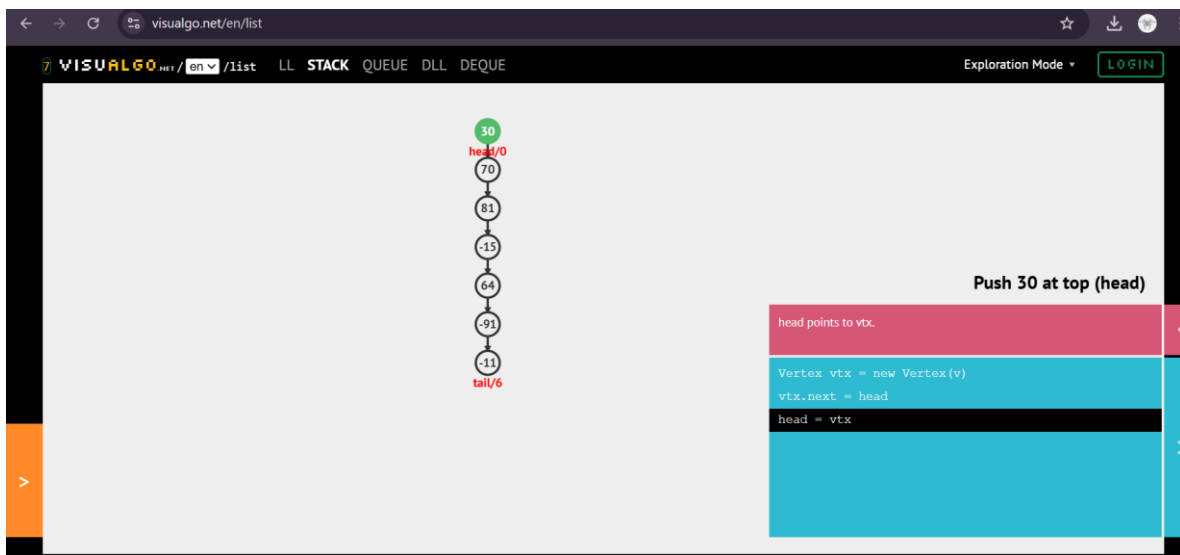 visualgo.net/en/list
7 VISUALGO.NET/ en /list LL STACK QUEUE DLL DEQUE Exploration Mode LOGIN
30
head/0
70
81
-15
64
-91
-11
tail/6
Push 30 at top (head)
head points to vtx.
Vertex vtx = new Vertex(v)
vtx.next = head
head = vtx
>